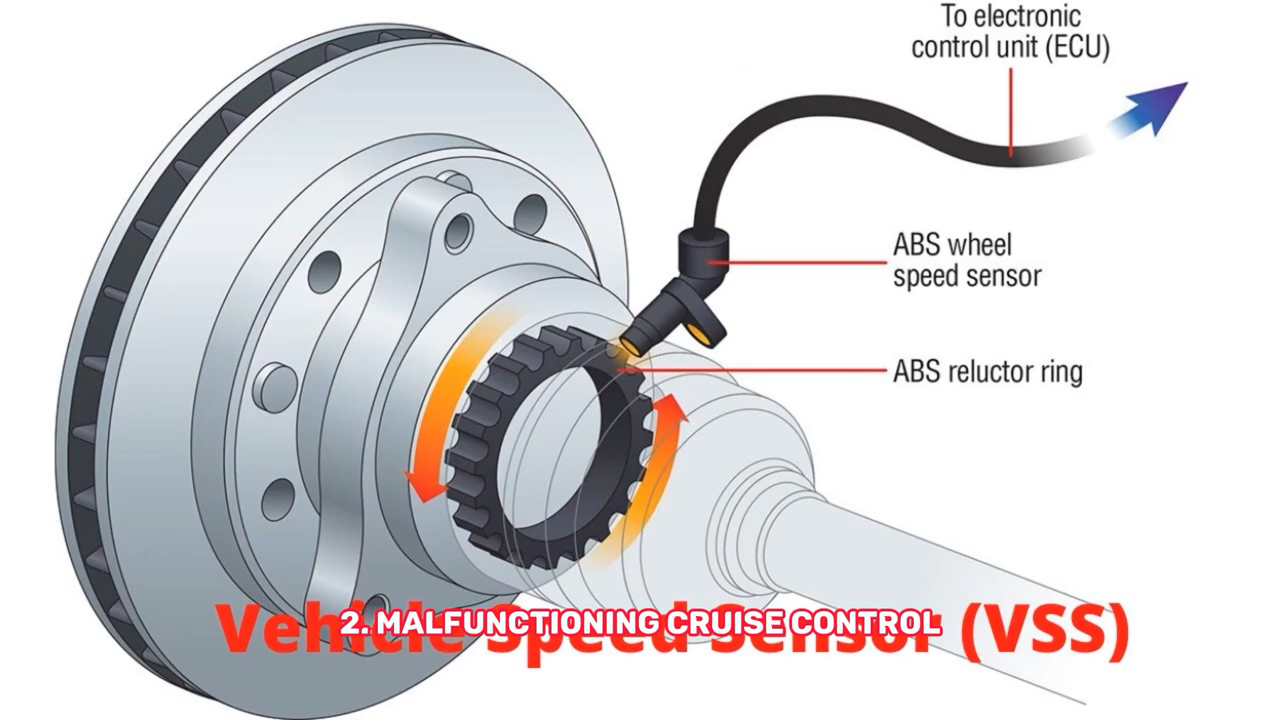 To electronic
control unit (ECU)
ABS wheel
speed sensor
ABS reluctor ring
Vehicle Speed Sensor (VSS)
2. MALFUNCTIONING CRUISE CONTROL